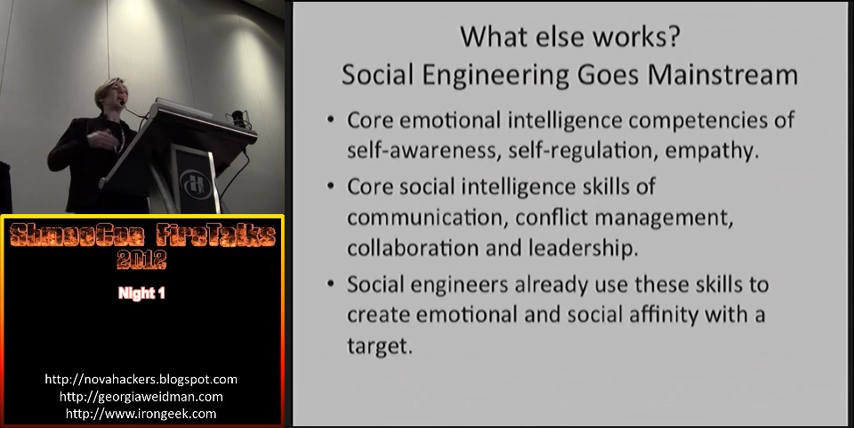 What else works?
Social Engineering Goes Mainstream
• Core emotional intelligence competencies of
self-awareness, self-regulation, empathy.
• Core social intelligence skills of
communication, conflict management,
collaboration and leadership.
• Social engineers already use these skills to
create emotional and social affinity with a
target.
ShmooCon FireTalks
2012
Night 1
http://novahackers.blogspot.com
http://georgiaweidman.com
http://www.irongeek.com
H